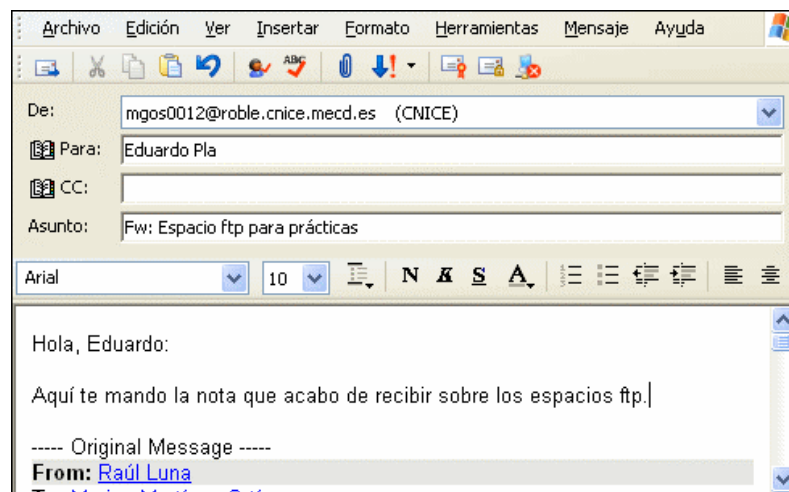 Archivo Edición Ver Insertar Formato Herramientas Mensaje Ayuda
ABC
De: mgos0012@roble.cnice.mecd.es (CNICE)
Para: Eduardo Pla
CC:
Asunto: Fw: Espacio ftp para prácticas
Arial 10 N K S A
Hola, Eduardo:
Aquí te mando la nota que acabo de recibir sobre los espacios ftp.
----- Original Message -----
From: Raúl Luna